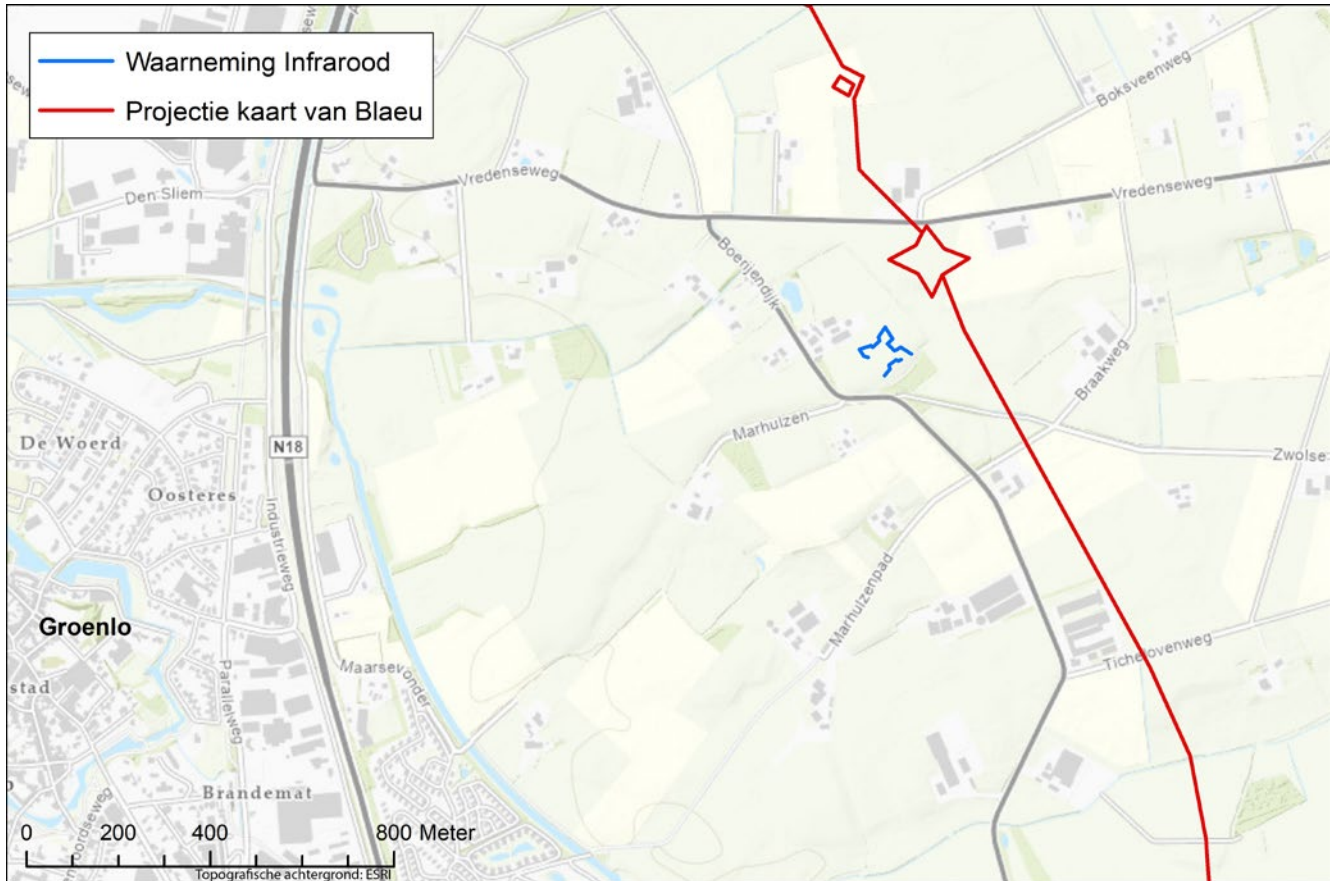 Waarneming Infrarood
Projectie kaart van Blaeu
Boksveenweg
Vredenseweg
Vredenseweg
Den Sliem
Boerijendijk
Braakweg
Marhulzen
De Woerd
N18
Zwolse
Oosteres
Industrieweg
Marhulzenpad
Groenlo
Tichelovenweg
Maarsevonder
stad
Parallelweg
Brandemat
0 200 400 800 Meter
Topografische achtergrond: ESRI